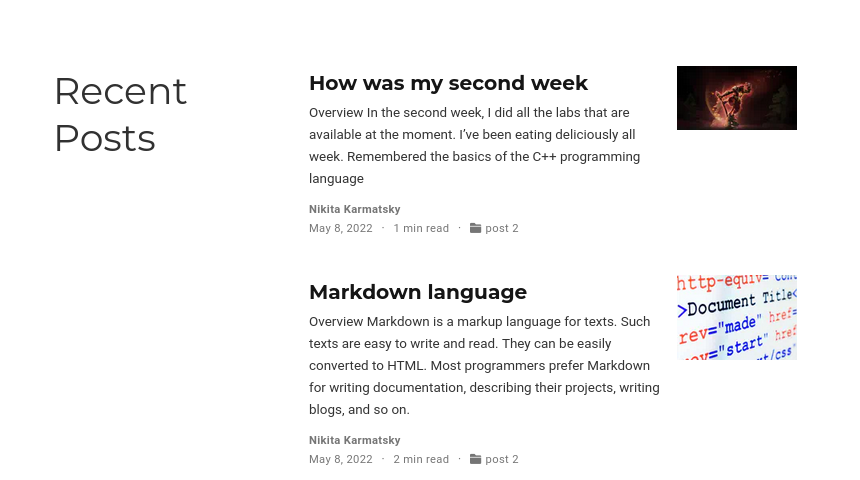 Recent
Posts
How was my second week
Overview In the second week, I did all the labs that are
available at the moment. I've been eating deliciously all
week. Remembered the basics of the C++ programming
language
Nikita Karmatsky
May 8, 2022 · 1 min read · post 2
Markdown language
Overview Markdown is a markup language for texts. Such
texts are easy to write and read. They can be easily
converted to HTML. Most programmers prefer Markdown
for writing documentation, describing their projects, writing
blogs, and so on.
Nikita Karmatsky
May 8, 2022 · 2 min read · post 2
http-equiv=
>Document Title<
rev="made" href=
"start" href